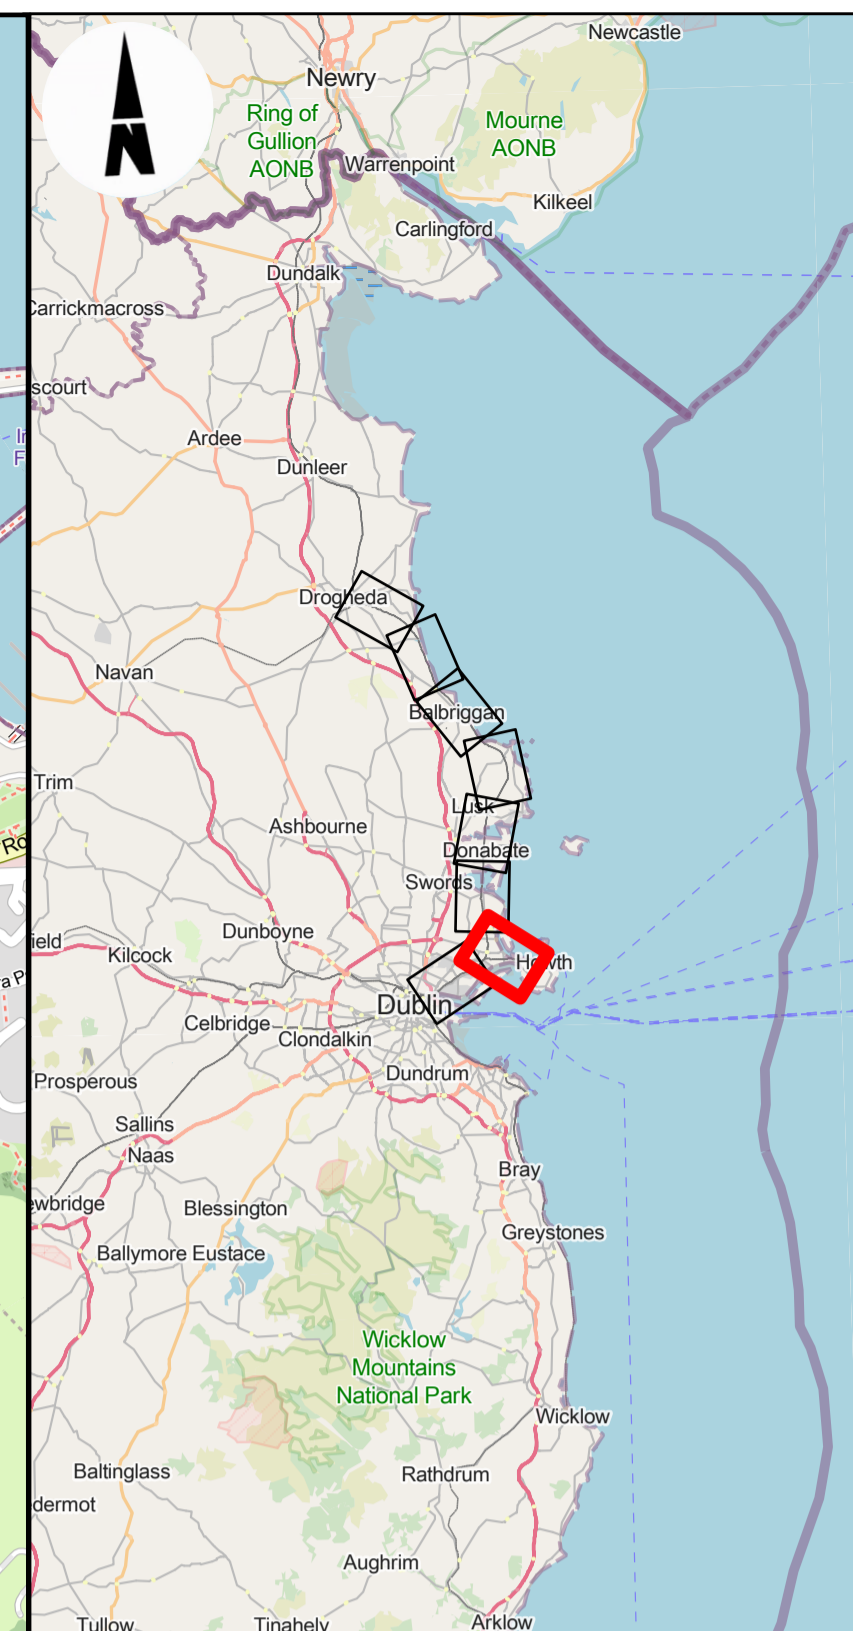 Newcastle
Newry
Ring of
Gullion
AONB
Mourne
AONB
N
Warrenpoint
Kilkeel
Carlingford
Dundalk
Carrickmacross
scourt
Ardee
Dunleer
Drogheda
Navan
Balbriggan
Trim
Lusk
Ashbourne
Ro
Donabate
Swords
Dunboyne
ield
Kilcock
Howth
Dublin
Celbridge
Clondalkin
Dundrum
Prosperous
Sallins
Naas
Bray
ewbridge
Blessington
Greystones
Ballymore Eustace
Wicklow
Mountains
National Park
Wicklow
Baltinglass
Rathdrum
dermot
Aughrim
Tullow
Tinahely
Arklow